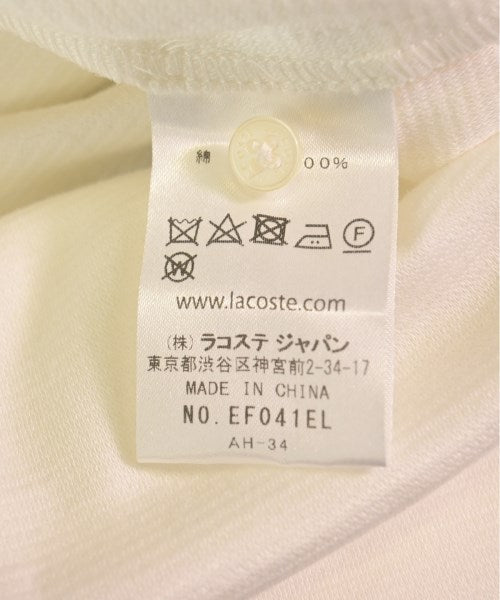 綿 00%
F
W
www.lacoste.com
(株) ラコステ ジャパン
東京都渋谷区神宮前2-34-17
MADE IN CHINA
NO. EF041EL
AH-34